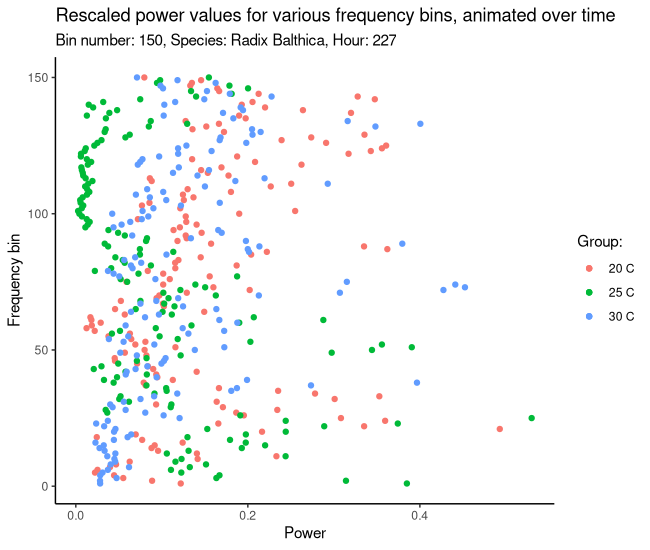 Rescaled power values for various frequency bins, animated over time
Bin number: 150, Species: Radix Balthica, Hour: 227
150
100
50
0
Frequency bin
0.0
0.2
0.4
Power
Group:
20 C
25 C
30 C